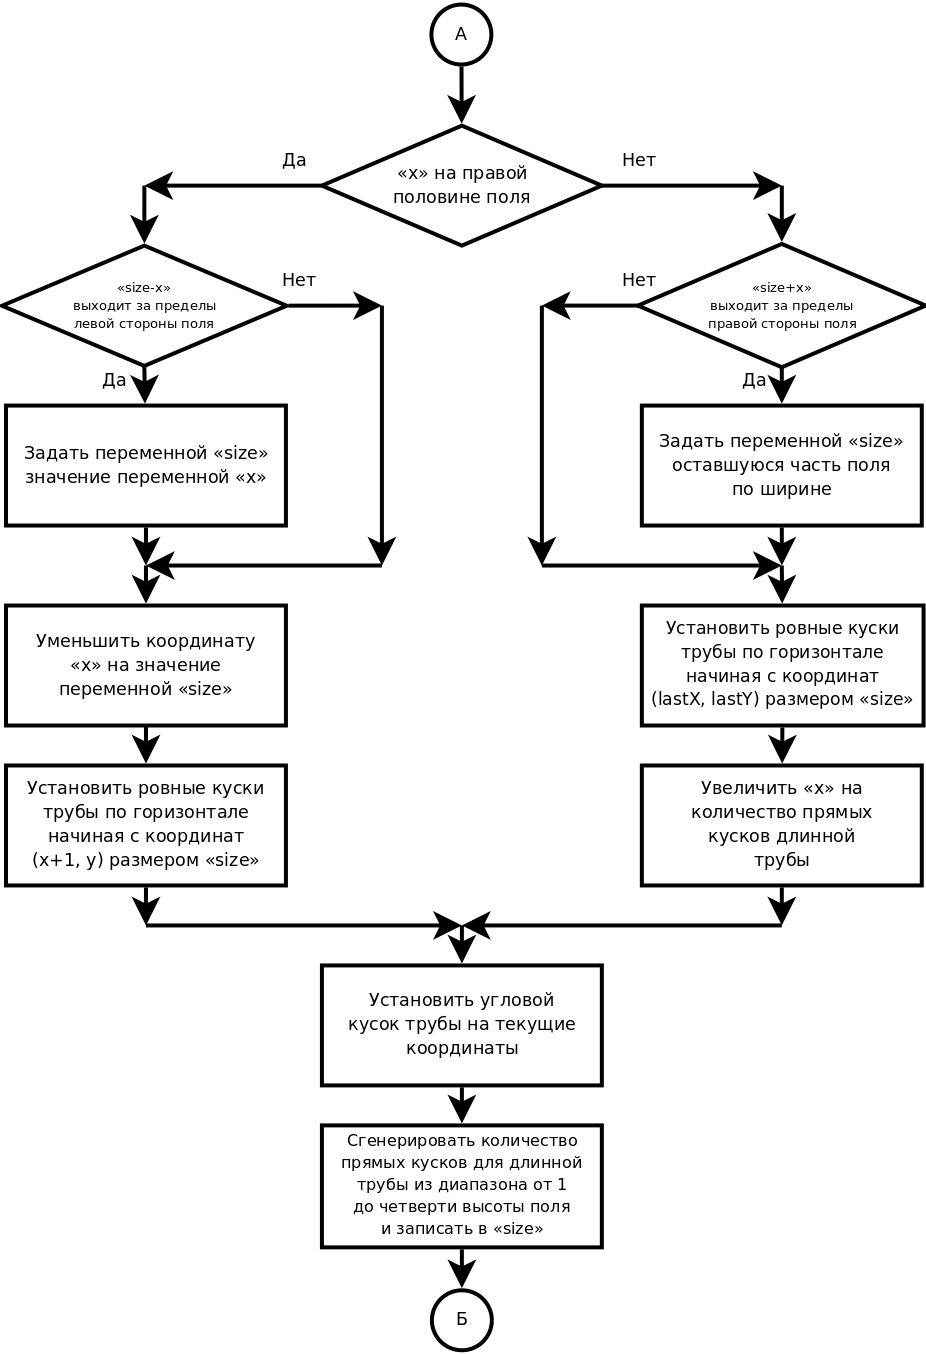 А
«x» на правой
половине поля
Да
Нет
«size-x»
выходит за пределы
левой стороны поля
Нет
Да
Нет
«size+x»
выходит за пределы
правой стороны поля
Да
Задать переменной «size»
значение переменной «x»
Задать переменной «size»
оставшуюся часть поля
по ширине
Уменьшить координату
«x» на значение
переменной «size»
Установить ровные куски
трубы по горизонтале
начиная с координат
(lastX, lastY) размером «size»
Установить ровные куски
трубы по горизонтале
начиная с координат
(x+1, y) размером «size»
Увеличить «x» на
количество прямых
кусков длинной
трубы
Установить угловой
кусок трубы на текущие
координаты
Сгенерировать количество
прямых кусков для длинной
трубы из диапазона от 1
до четверти высоты поля
и записать в «size»
Б